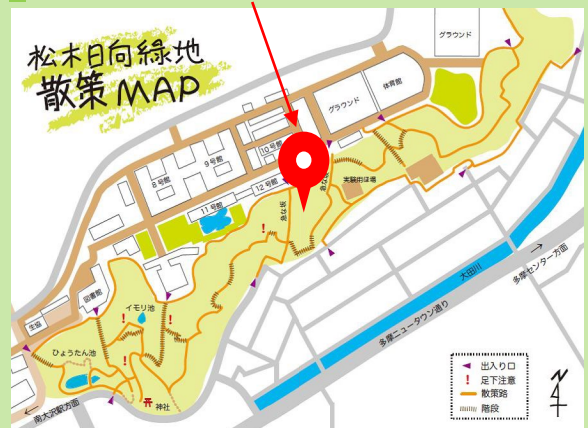 松木日向緑地
散策MAP
グラウンド
体育館
グラウンド
10号館
9号館
8号館
12号館
11号館
急な坂
急な坂
実験用ほ場
図書館
イモリ池
生協
ひょうたん池
神社
南大沢駅方面
大田川
多摩センター方面
多摩ニュータウン通り
出入り口
! 足下注意
散策路
階段